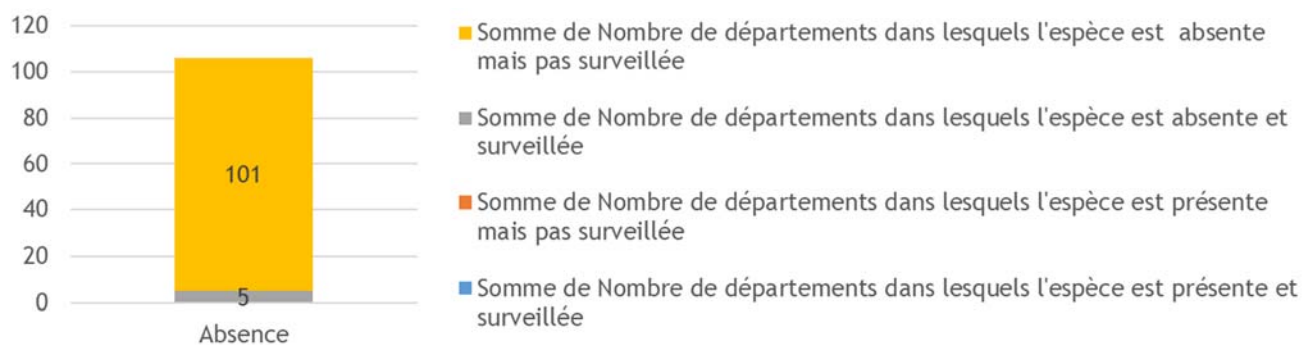 120
100
80
60
40
20
0
101
5
Absence
Somme de Nombre de départements dans lesquels l'espèce est absente
mais pas surveillée
Somme de Nombre de départements dans lesquels l'espèce est absente et
surveillée
Somme de Nombre de départements dans lesquels l'espèce est présente
mais pas surveillée
Somme de Nombre de départements dans lesquels l'espèce est présente et
surveillée